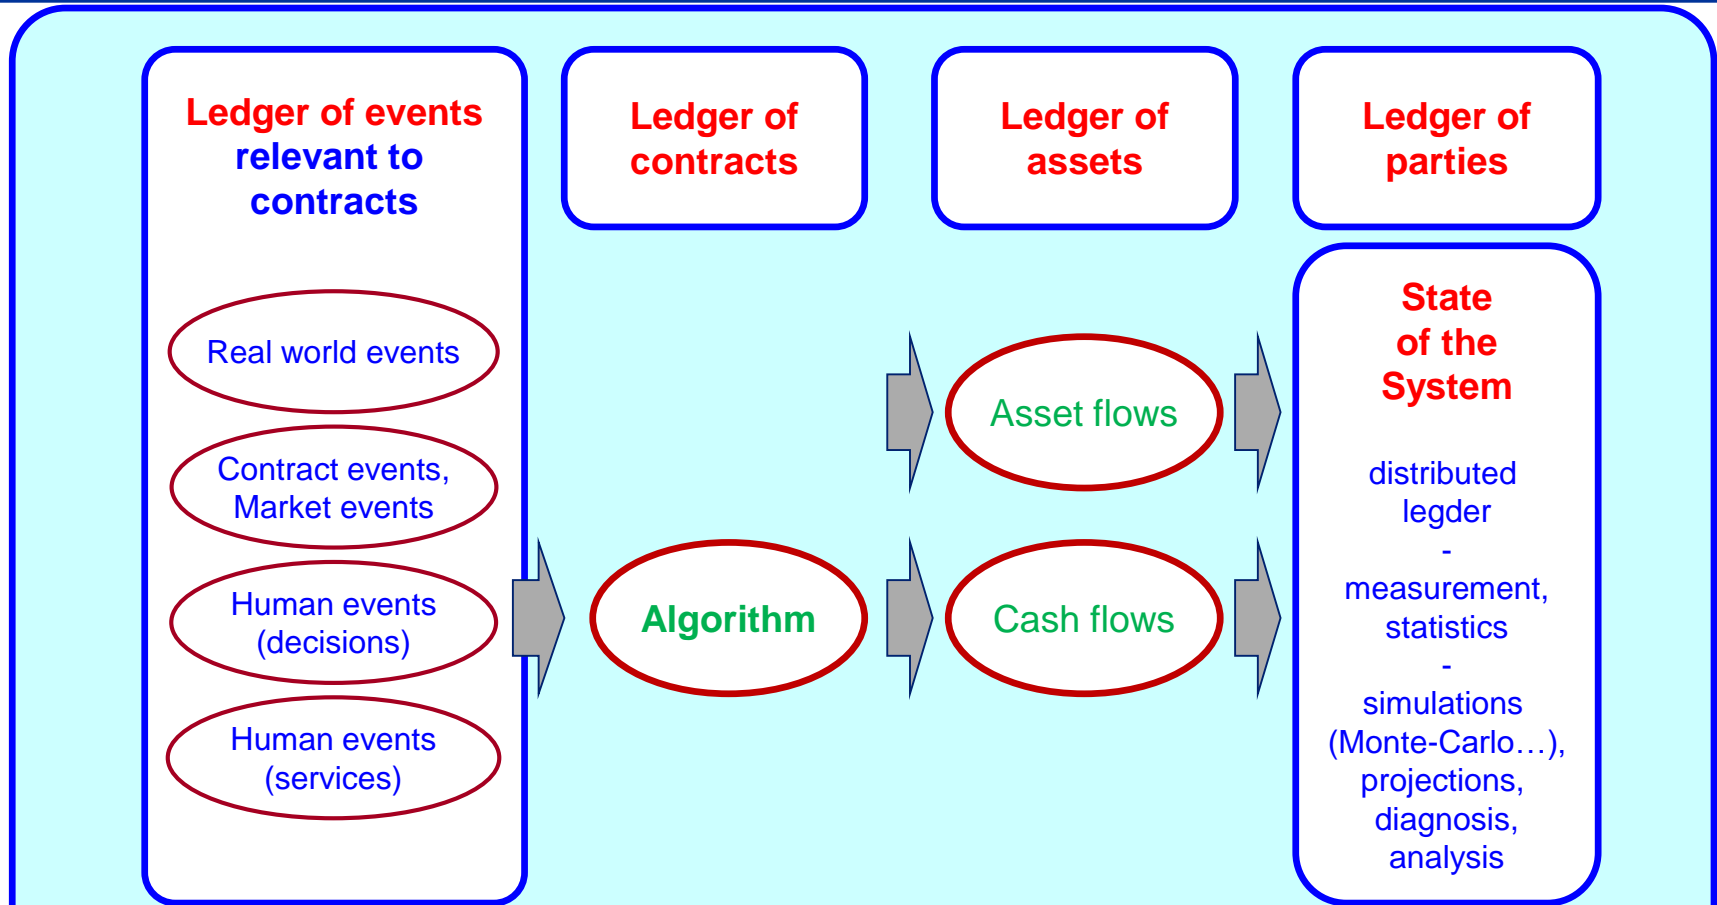 Ledger of events
relevant to
contracts
Real world events
Contract events,
Market events
Human events
(decisions)
Human events
(services)
Ledger of
contracts
Algorithm
Ledger of
assets
Asset flows
Cash flows
Ledger of
parties
State
of the
System
distributed
legder
-
measurement,
statistics
-
simulations
(Monte-Carlo…),
projections,
diagnosis,
analysis